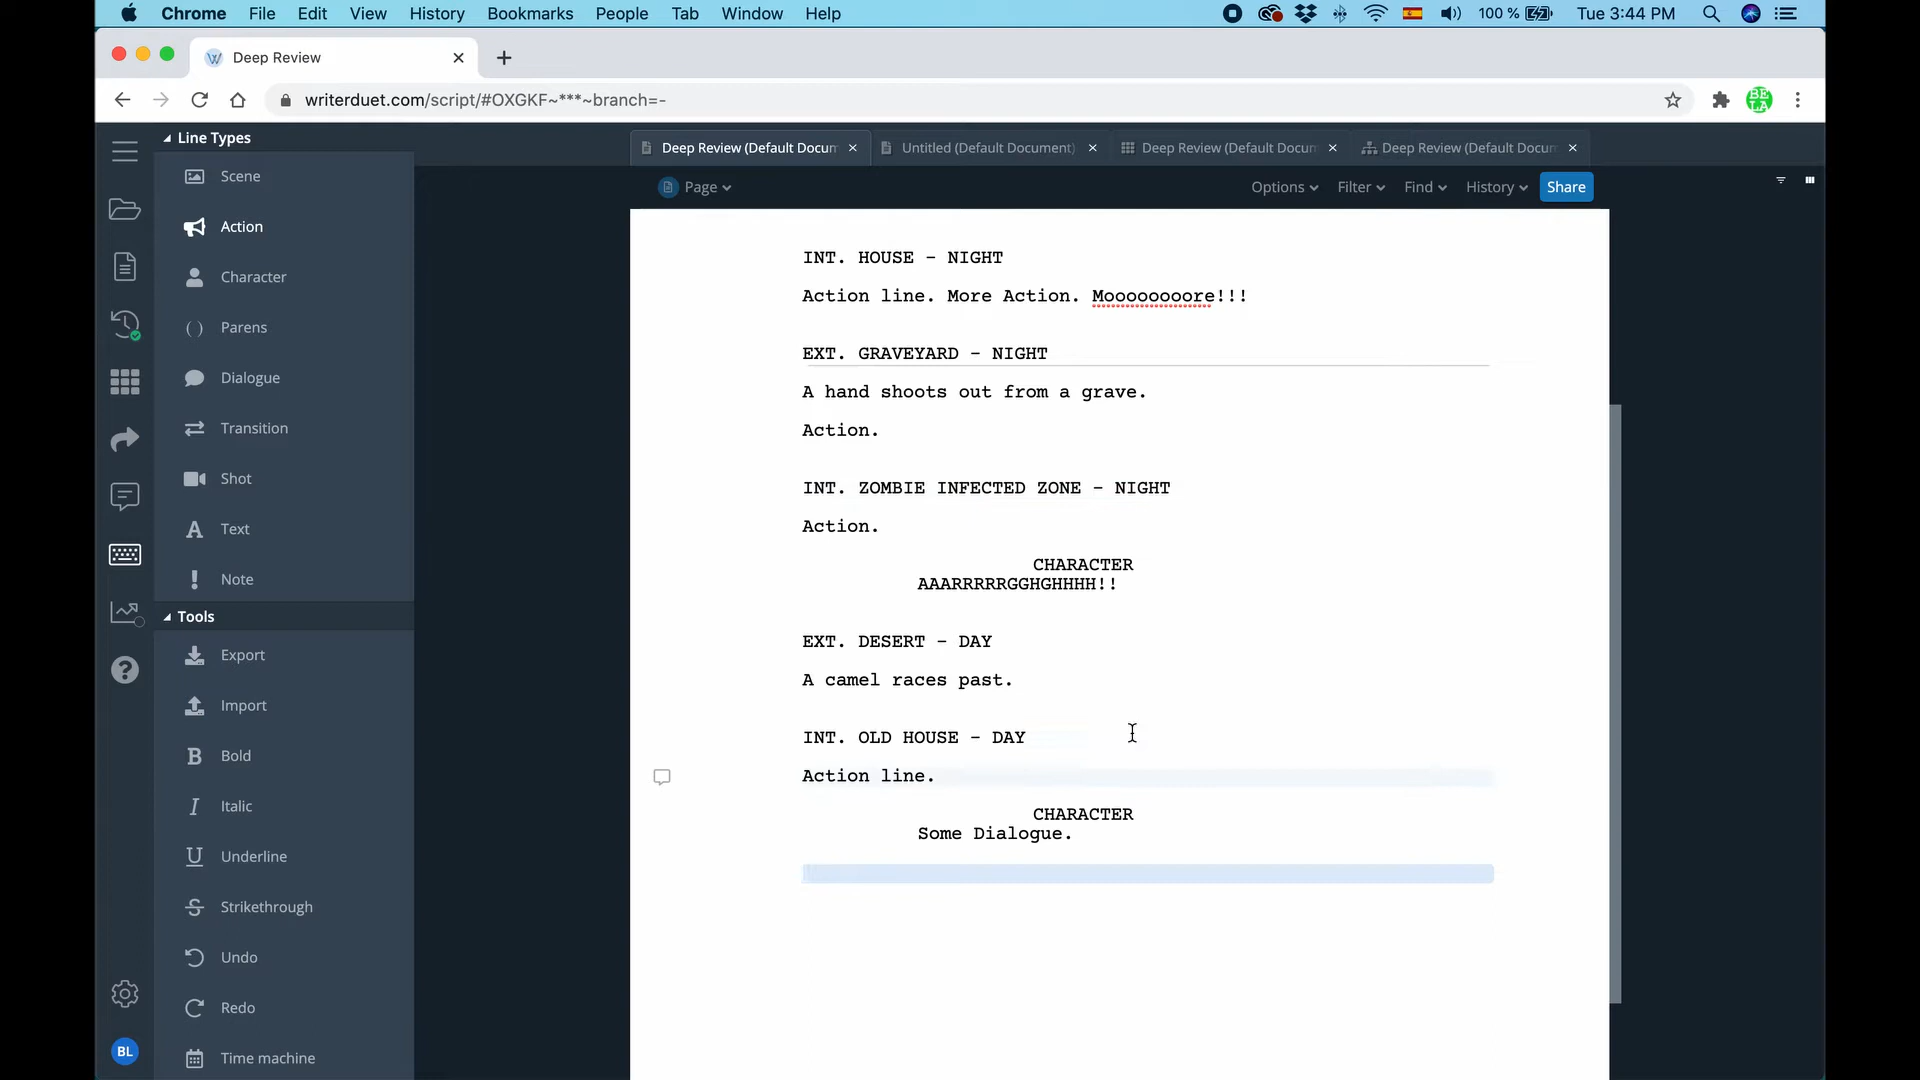 Chrome File Edit View History Bookmarks People Tab Window Help 100 % Tue 3:44 PM
Deep Review
writerduet.com/script/#OXGKF~***~branch=-
BE
LA
Line Types
Deep Review (Default Docun
Untitled (Default Document)
Deep Review (Default Docun
Deep Review (Default Docun
Page
Options Filter Find History Share
Scene
Action
Character
Parens
Dialogue
Transition
Shot
Text
Note
Tools
Export
Import
Bold
Italic
Underline
Strikethrough
Undo
Redo
Time machine
BL
INT. HOUSE - NIGHT
Action line. More Action. Mooooooooore!!!
EXT. GRAVEYARD - NIGHT
A hand shoots out from a grave.
Action.
INT. ZOMBIE INFECTED ZONE - NIGHT
Action.
CHARACTER
AAARRRRRGGHGHHHH!!
EXT. DESERT - DAY
A camel races past.
INT. OLD HOUSE - DAY
Action line.
CHARACTER
Some Dialogue.